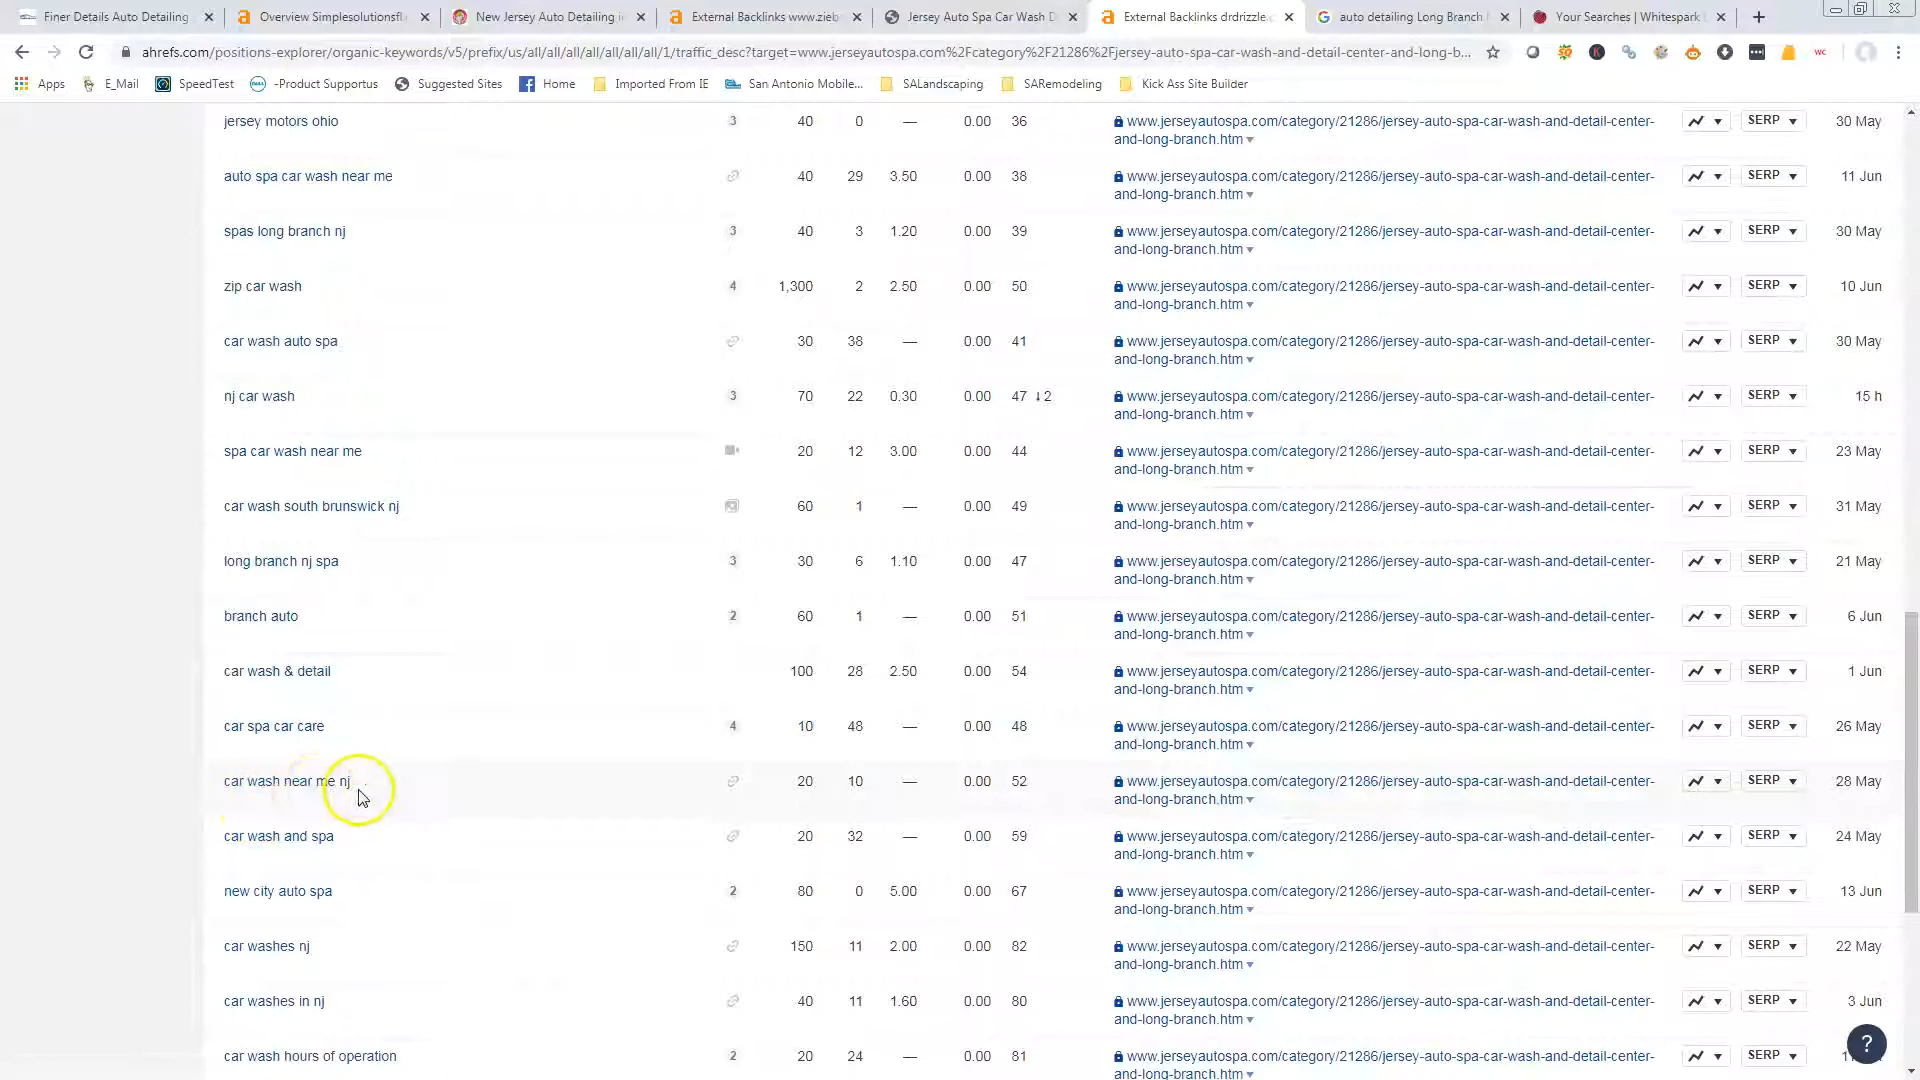 Finer Details Auto Detailing
Overview Simplesolutionsfl
New Jersey Auto Detailing i
External Backlinks www.zieb
Jersey Auto Spa Car Wash D
External Backlinks drdrizzle.
auto detailing Long Branch
Your Searches | Whitespark
ahrefs.com/positions-explorer/organic-keywords/v5/prefix/us/all/all/all/all/all/all/all/1/traffic_desc?target=www.jerseyautospa.com%2Fcategory%2F21286%2Fjersey-auto-spa-car-wash-and-detail-center-and-long-b...
Apps
E_Mail
SpeedTest
-Product Supportus
Suggested Sites
Home
Imported From IE
San Antonio Mobile...
SALandscaping
SARemodeling
Kick Ass Site Builder
jersey motors ohio 3 40 0 — 0.00 36 www.jerseyautospa.com/category/21286/jersey-auto-spa-car-wash-and-detail-center- SERP 30 May
and-long-branch.htm
auto spa car wash near me 40 29 3.50 0.00 38 www.jerseyautospa.com/category/21286/jersey-auto-spa-car-wash-and-detail-center- SERP 11 Jun
and-long-branch.htm
spas long branch nj 3 40 3 1.20 0.00 39 www.jerseyautospa.com/category/21286/jersey-auto-spa-car-wash-and-detail-center- SERP 30 May
and-long-branch.htm
zip car wash 4 1,300 2 2.50 0.00 50 www.jerseyautospa.com/category/21286/jersey-auto-spa-car-wash-and-detail-center- SERP 10 Jun
and-long-branch.htm
car wash auto spa 30 38 — 0.00 41 www.jerseyautospa.com/category/21286/jersey-auto-spa-car-wash-and-detail-center- SERP 30 May
and-long-branch.htm
nj car wash 3 70 22 0.30 0.00 47 ↓2 www.jerseyautospa.com/category/21286/jersey-auto-spa-car-wash-and-detail-center- SERP 15 h
and-long-branch.htm
spa car wash near me 20 12 3.00 0.00 44 www.jerseyautospa.com/category/21286/jersey-auto-spa-car-wash-and-detail-center- SERP 23 May
and-long-branch.htm
car wash south brunswick nj 60 1 — 0.00 49 www.jerseyautospa.com/category/21286/jersey-auto-spa-car-wash-and-detail-center- SERP 31 May
and-long-branch.htm
long branch nj spa 3 30 6 1.10 0.00 47 www.jerseyautospa.com/category/21286/jersey-auto-spa-car-wash-and-detail-center- SERP 21 May
and-long-branch.htm
branch auto 2 60 1 — 0.00 51 www.jerseyautospa.com/category/21286/jersey-auto-spa-car-wash-and-detail-center- SERP 6 Jun
and-long-branch.htm
car wash & detail 100 28 2.50 0.00 54 www.jerseyautospa.com/category/21286/jersey-auto-spa-car-wash-and-detail-center- SERP 1 Jun
and-long-branch.htm
car spa car care 4 10 48 — 0.00 48 www.jerseyautospa.com/category/21286/jersey-auto-spa-car-wash-and-detail-center- SERP 26 May
and-long-branch.htm
car wash near me nj 20 10 — 0.00 52 www.jerseyautospa.com/category/21286/jersey-auto-spa-car-wash-and-detail-center- SERP 28 May
and-long-branch.htm
car wash and spa 20 32 — 0.00 59 www.jerseyautospa.com/category/21286/jersey-auto-spa-car-wash-and-detail-center- SERP 24 May
and-long-branch.htm
new city auto spa 2 80 0 5.00 0.00 67 www.jerseyautospa.com/category/21286/jersey-auto-spa-car-wash-and-detail-center- SERP 13 Jun
and-long-branch.htm
car washes nj 150 11 2.00 0.00 82 www.jerseyautospa.com/category/21286/jersey-auto-spa-car-wash-and-detail-center- SERP 22 May
and-long-branch.htm
car washes in nj 40 11 1.60 0.00 80 www.jerseyautospa.com/category/21286/jersey-auto-spa-car-wash-and-detail-center- SERP 3 Jun
and-long-branch.htm
car wash hours of operation 2 20 24 — 0.00 81 www.jerseyautospa.com/category/21286/jersey-auto-spa-car-wash-and-detail-center- SERP
and-long-branch.htm
?